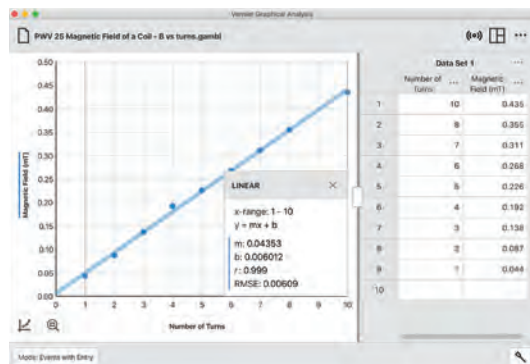 Vernier Graphical Analysis
PWV 25 Magnetic Field of a Coil - B vs turns.gambl
Magnetic Field (mT)
0.50
0.45
0.40
0.35
0.30
0.25
0.20
0.15
0.10
0.05
0.00
0 1 2 3 4 5 6 7 8 9 10
Number of Turns
LINEAR ×
x-range: 1 - 10
y = mx + b
m: 0.04353
b: 0.006012
r: 0.999
RMSE: 0.00609
Data Set 1 ...
Number of Turns ... Magnetic Field (mT) ...
1 10 0.435
2 8 0.355
3 7 0.311
4 6 0.268
5 5 0.226
6 4 0.192
7 3 0.138
8 2 0.087
9 1 0.044
10
Mode: Events with Entry